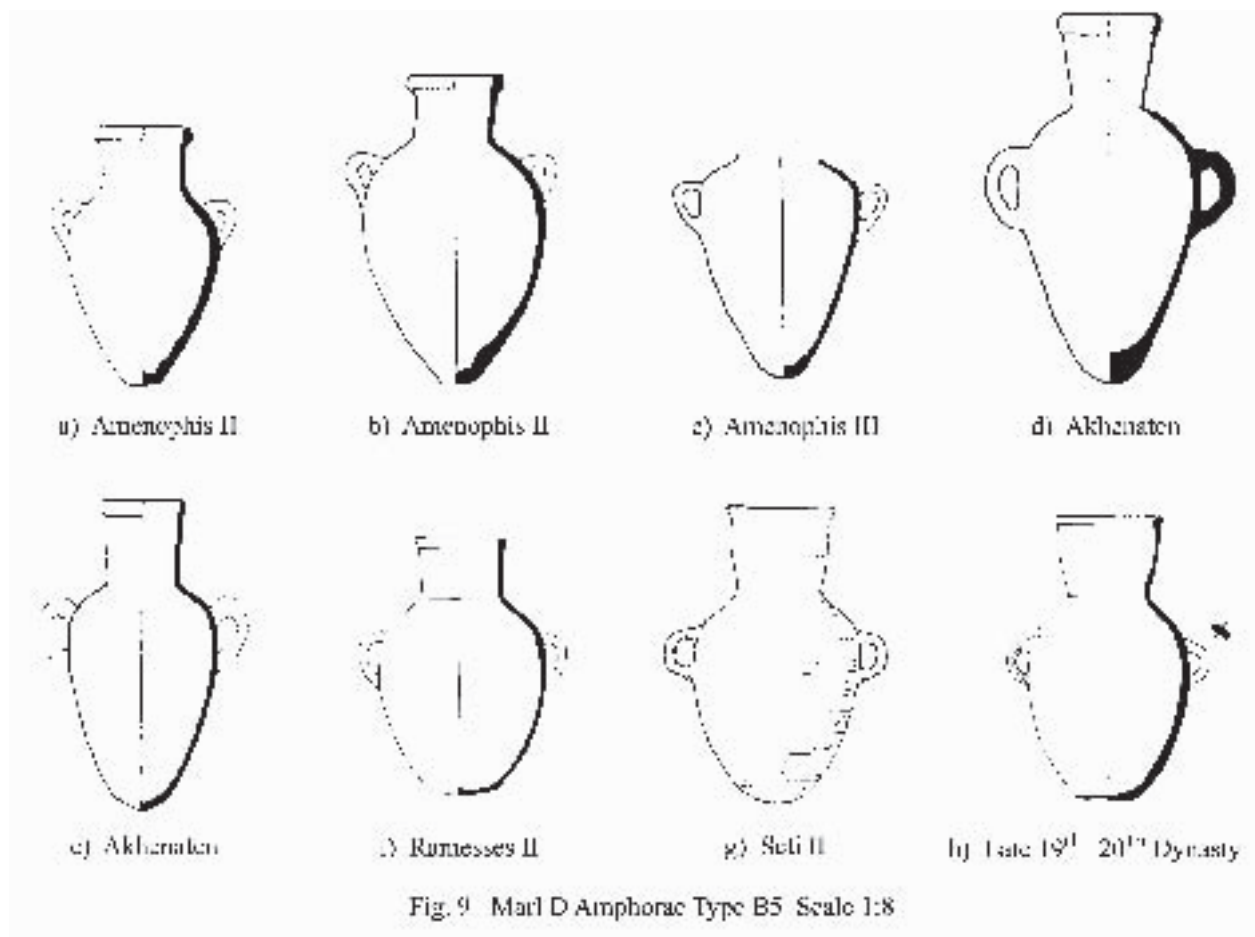 a) Amenophis II
b) Amenophis II
c) Amenophis III
d) Akhenaten
e) Akhenaten
f) Ramesses II
g) Seti II
h) Late 19th 20th Dynasty
Fig. 9 Marl D Amphorae Type B5 Scale 1:8